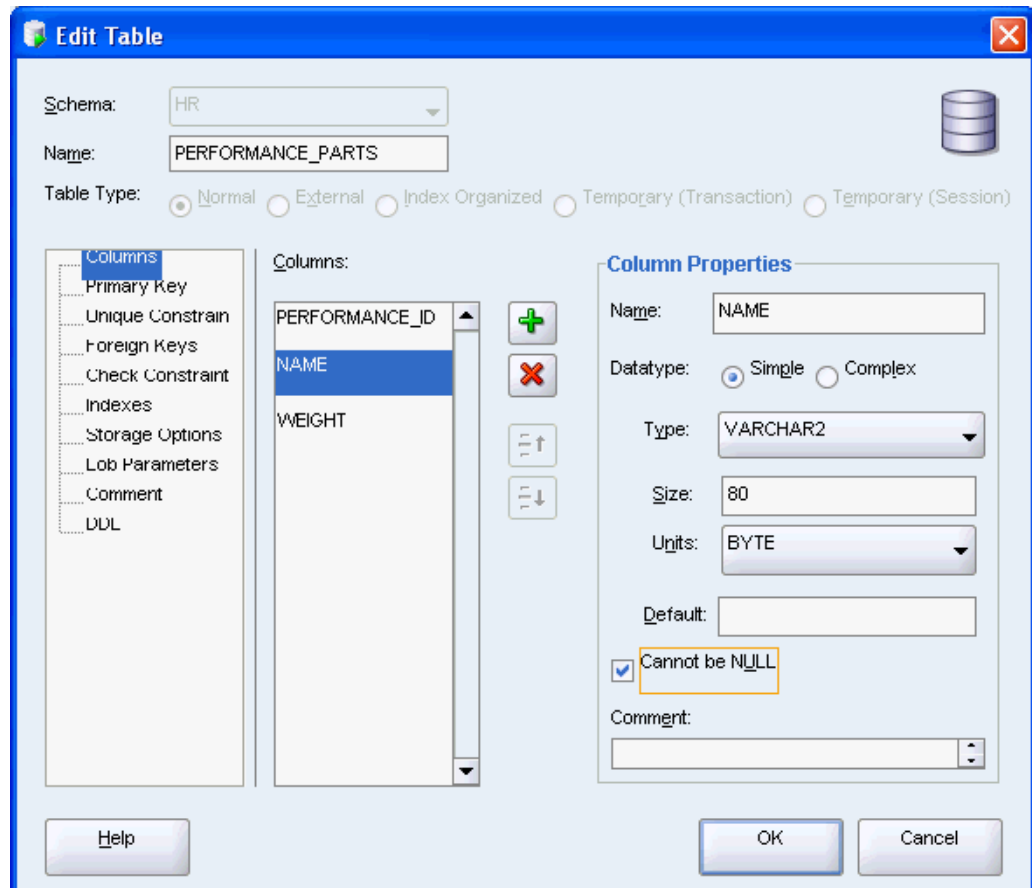 Edit Table
Schema: HR
Name: PERFORMANCE_PARTS
Table Type: Normal External Index Organized Temporary (Transaction) Temporary (Session)
Columns
Primary Key
Unique Constrain
Foreign Keys
Check Constraint
Indexes
Storage Options
Lob Parameters
Comment
DDL
Columns:
PERFORMANCE_ID
NAME
WEIGHT
Column Properties
Name: NAME
Datatype: Simple Complex
Type: VARCHAR2
Size: 80
Units: BYTE
Default:
Cannot be NULL
Comment:
Help OK Cancel